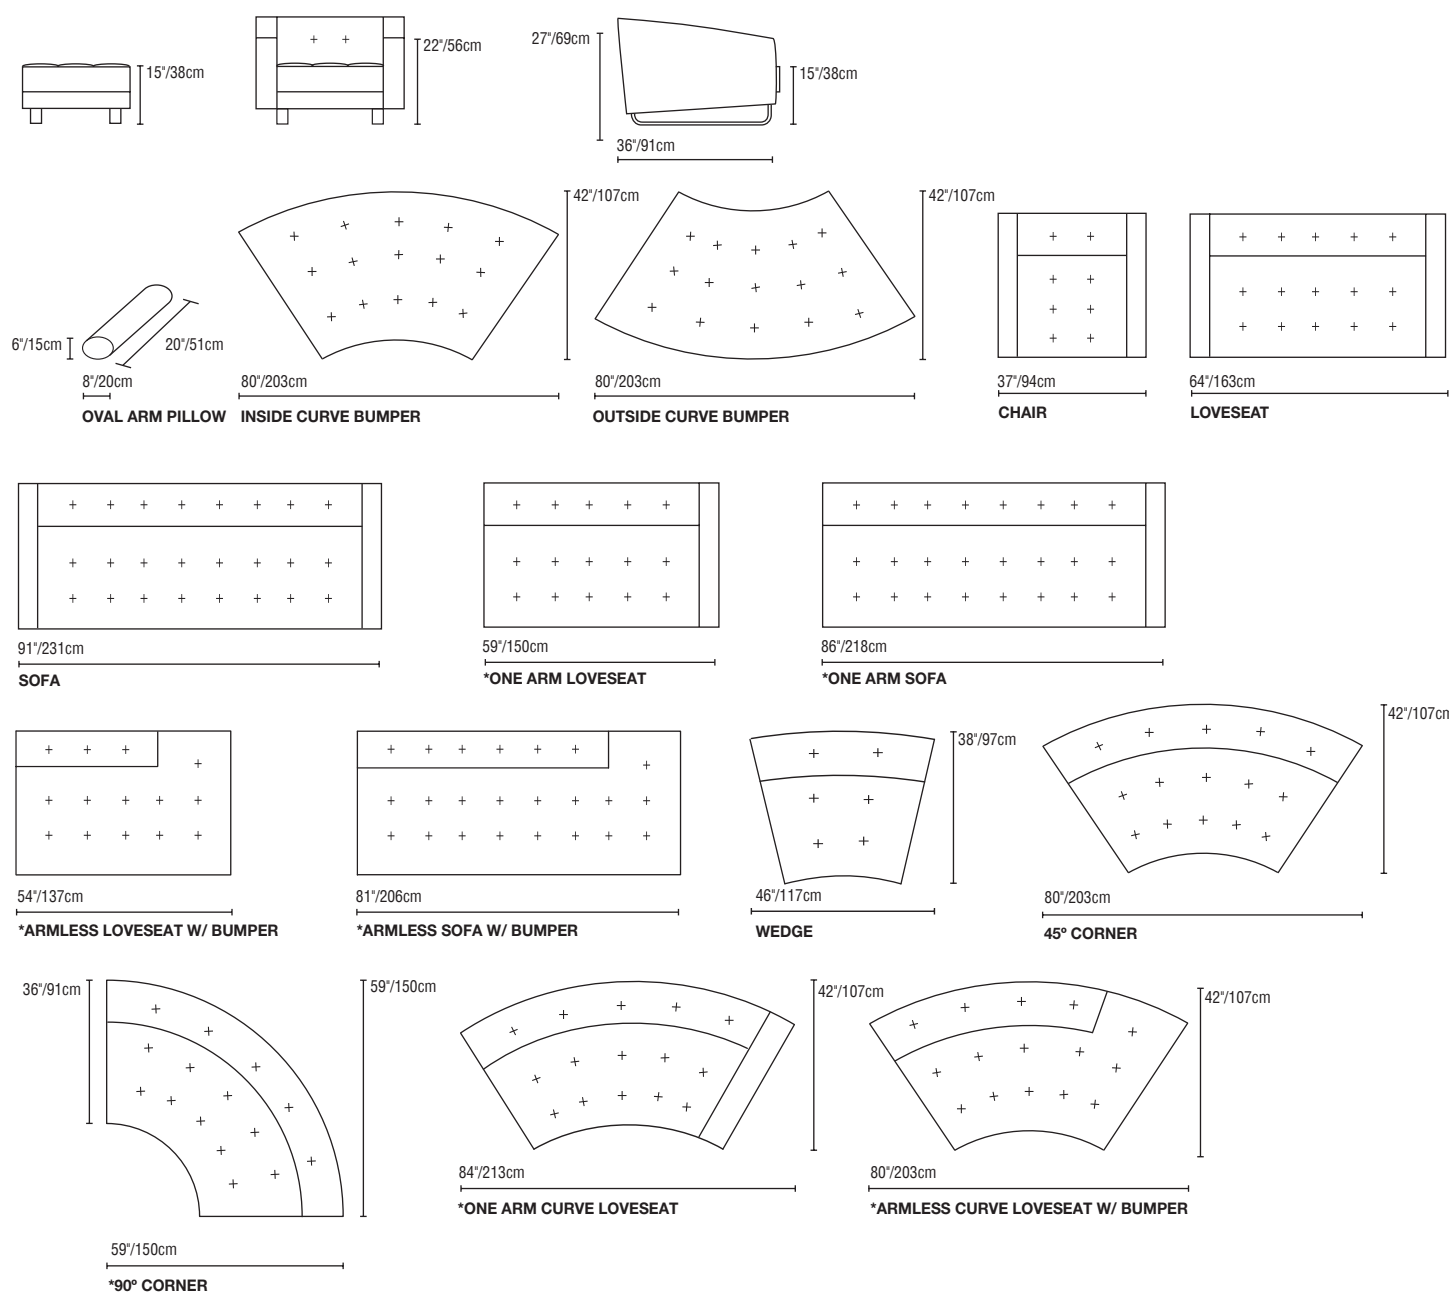 15"/38cm
22"/56cm
27"/69cm
15"/38cm
36"/91cm
6"/15cm
20"/51cm
8"/20cm
OVAL ARM PILLOW
42"/107cm
80"/203cm
INSIDE CURVE BUMPER
42"/107cm
80"/203cm
OUTSIDE CURVE BUMPER
37"/94cm
CHAIR
64"/163cm
LOVESEAT
91"/231cm
SOFA
59"/150cm
*ONE ARM LOVESEAT
86"/218cm
*ONE ARM SOFA
54"/137cm
*ARMLESS LOVESEAT W/ BUMPER
81"/206cm
*ARMLESS SOFA W/ BUMPER
38"/97cm
46"/117cm
WEDGE
42"/107cm
80"/203cm
45º CORNER
36"/91cm
59"/150cm
59"/150cm
*90º CORNER
42"/107cm
84"/213cm
*ONE ARM CURVE LOVESEAT
42"/107cm
80"/203cm
*ARMLESS CURVE LOVESEAT W/ BUMPER